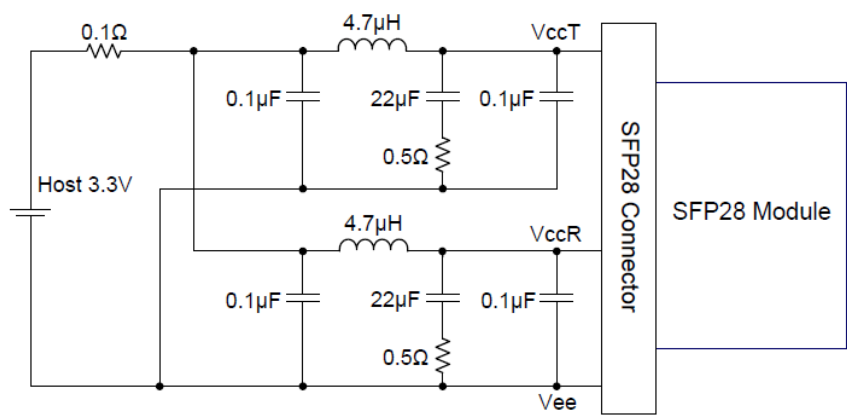 4.7µH
0.1Ω
VccT
0.1µF
22µF
0.1µF
0.5Ω
Host 3.3V
SFP28 Connector
SFP28 Module
4.7µH
VccR
0.1µF
22µF
0.1µF
0.5Ω
Vee